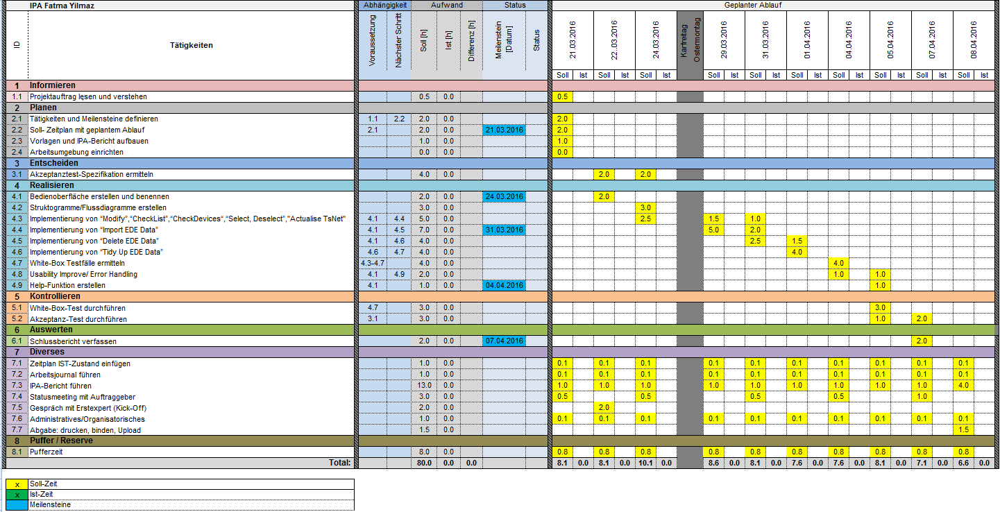 IPA Fatma Yilmaz Abhängigkeit Aufwand Status Geplanter Ablauf
ID Tätigkeiten Voraussetzung Nächster Schritt Soll [h] Ist [h] Differenz [h] Meilenstein [Datum] Status 21.03.2016 22..03.2016 24.03.2016 Karfreitag Ostermontag 29.03.2016 31.03.2016 01.04.2016 04.04.2016 05.04.2016 07.04.2016 08.04.2016
Soll Ist Soll Ist Soll Ist Soll Ist Soll Ist Soll Ist Soll Ist Soll Ist Soll Ist Soll Ist
1 Informieren
1.1 Projektauftrag lesen und verstehen 0.5 0.0 0.5
2 Planen
2.1 Tätigkeiten und Meilensteine definieren 1.1 2.2 2.0 0.0 2.0
2.2 Soll- Zeitplan mit geplantem Ablauf 2.1 2.0 0.0 21.03.2016 2.0
2.3 Vorlagen und IPA-Bericht aufbauen 1.0 0.0 1.0
2.4 Arbeitsumgebung einrichten 0.0 0.0 0.0
3 Entscheiden
3.1 Akzeptanztest-Spezifikation ermitteln 4.0 0.0 2.0 2.0
4 Realisieren
4.1 Bedienoberfläche erstellen und benennen 2.0 0.0 24.03.2016 2.0
4.2 Struktogramme/Flussdiagramme erstellen 3.0 0.0 3.0
4.3 Implementierung von “Modify”,“CheckList”,“CheckDevices“,“Select, Deselect”,"Actualise TsNet" 4.1 4.4 5.0 0.0 2.5 1.5 1.0
4.4 Implementierung von “Import EDE Data” 4.1 4.5 7.0 0.0 31.03.2016 5.0 2.0
4.5 Implementierung von “Delete EDE Data” 4.1 4.6 4.0 0.0 2.5 1.5
4.6 Implementierung von “Tidy Up EDE Data” 4.6 4.7 4.0 0.0 4.0
4.7 White-Box Testfälle ermitteln 4.3-4.7 4.0 0.0 4.0
4.8 Usability Improve/ Error Handling 4.1 4.9 2.0 0.0 1.0 1.0
4.9 Help-Funktion erstellen 4.1 1.0 0.0 04.04.2016 1.0
5 Kontrollieren
5.1 White-Box-Test durchführen 4.7 3.0 0.0 3.0
5.2 Akzeptanz-Test durchführen 3.1 3.0 0.0 1.0 2.0
6 Auswerten
6.1 Schlussbericht verfassen 2.0 0.0 07.04.2016 2.0
7 Diverses
7.1 Zeitplan IST-Zustand einfügen 1.0 0.0 0.1 0.1 0.1 0.1 0.1 0.1 0.1 0.1 0.1 0.1
7.2 Arbeitsjournal führen 1.0 0.0 0.1 0.1 0.1 0.1 0.1 0.1 0.1 0.1 0.1 0.1
7.3 IPA-Bericht führen 13.0 0.0 1.0 1.0 1.0 1.0 1.0 1.0 1.0 1.0 1.0 4.0
7.4 Statusmeeting mit Auftraggeber 3.0 0.0 0.5 0.5 0.5 0.5 1.0
7.5 Gespräch mit Erstexpert (Kick-Off) 2.0 0.0 2.0
7.6 Administratives/Organisatorisches 1.0 0.0 0.1 0.1 0.1 0.1 0.1 0.1 0.1 0.1 0.1 0.1
7.7 Abgabe: drucken, binden, Upload 1.5 0.0 1.5
8 Puffer / Reserve
8.1 Pufferzeit 8.0 0.0 0.8 0.8 0.8 0.8 0.8 0.8 0.8 0.8 0.8 0.8
Total: 80.0 0.0 0.0 8.1 0.0 8.1 0.0 10.1 0.0 8.6 0.0 8.1 0.0 7.6 0.0 7.6 0.0 8.1 0.0 7.1 0.0 6.6 0.0
x Soll-Zeit
x Ist-Zeit
Meilensteine